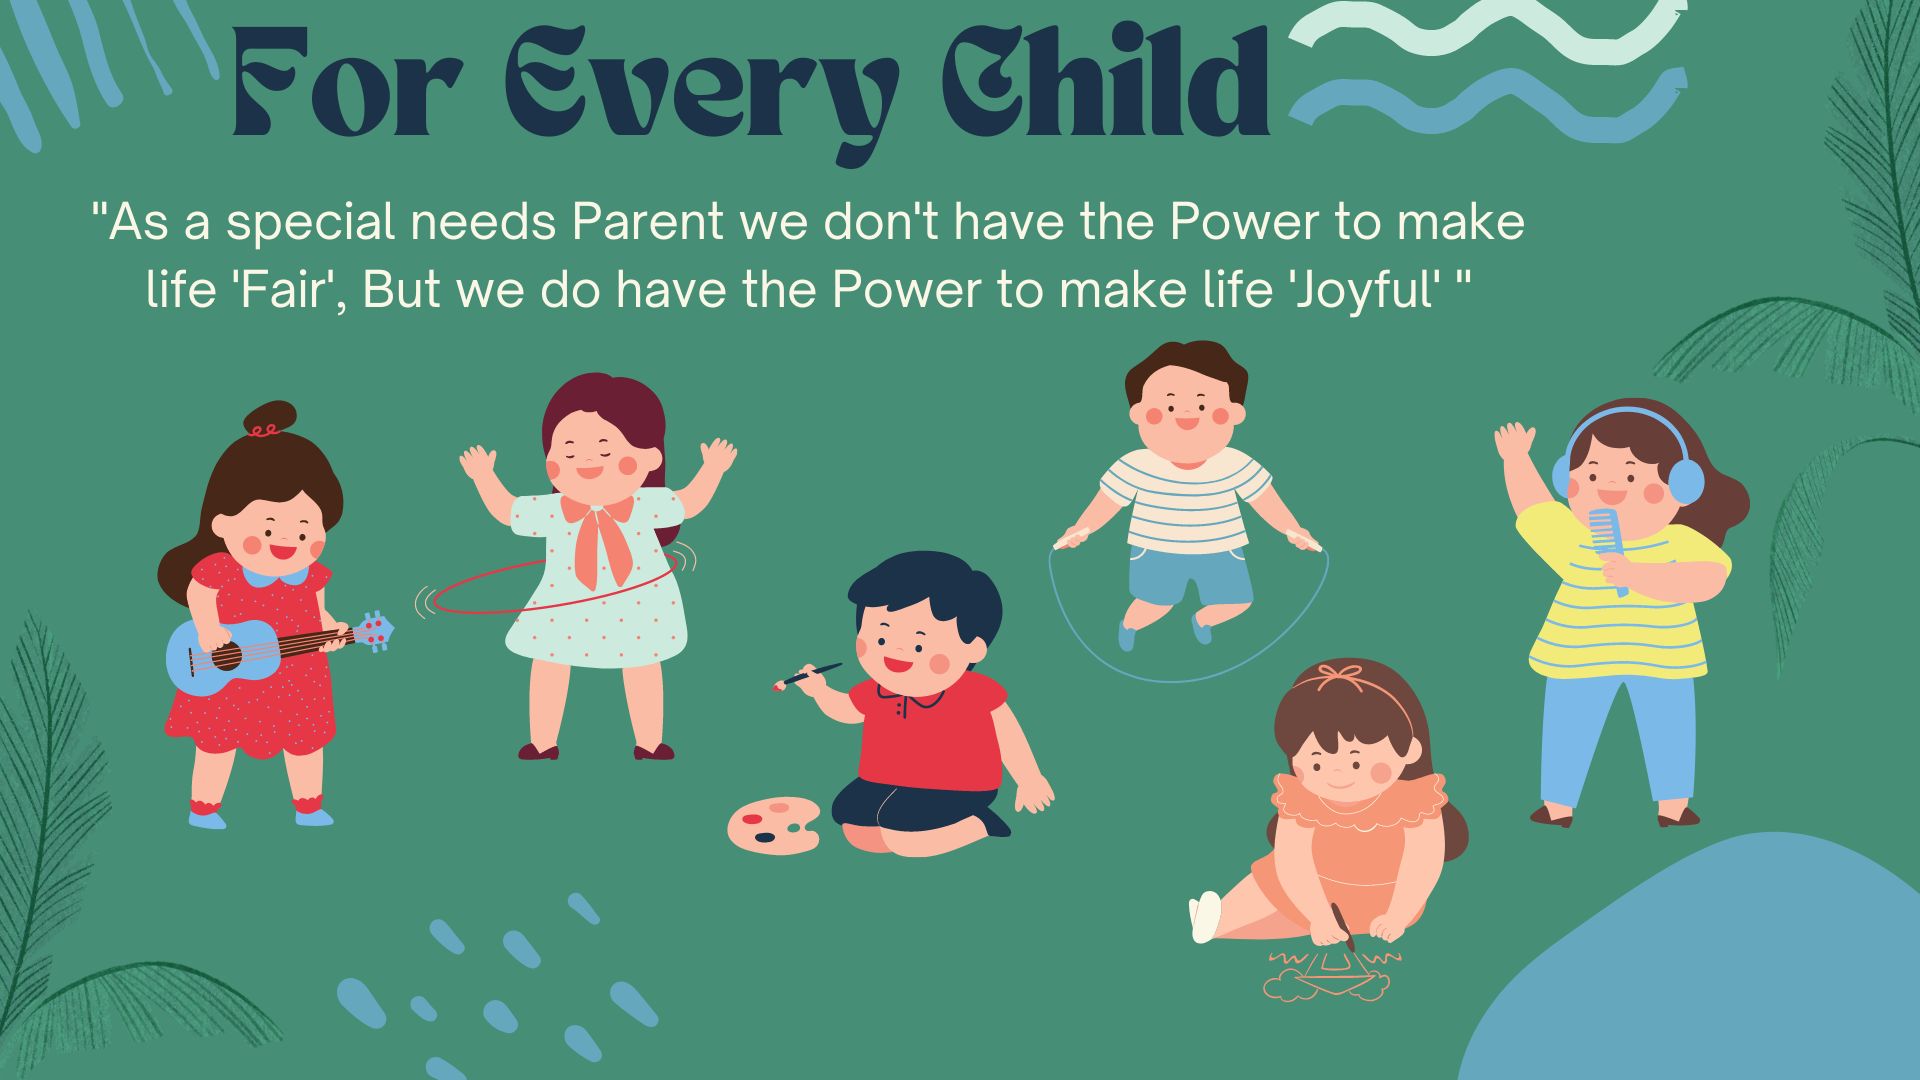 For Every Child
"As a special needs Parent we don't have the Power to make
life 'Fair', But we do have the Power to make life 'Joyful' "